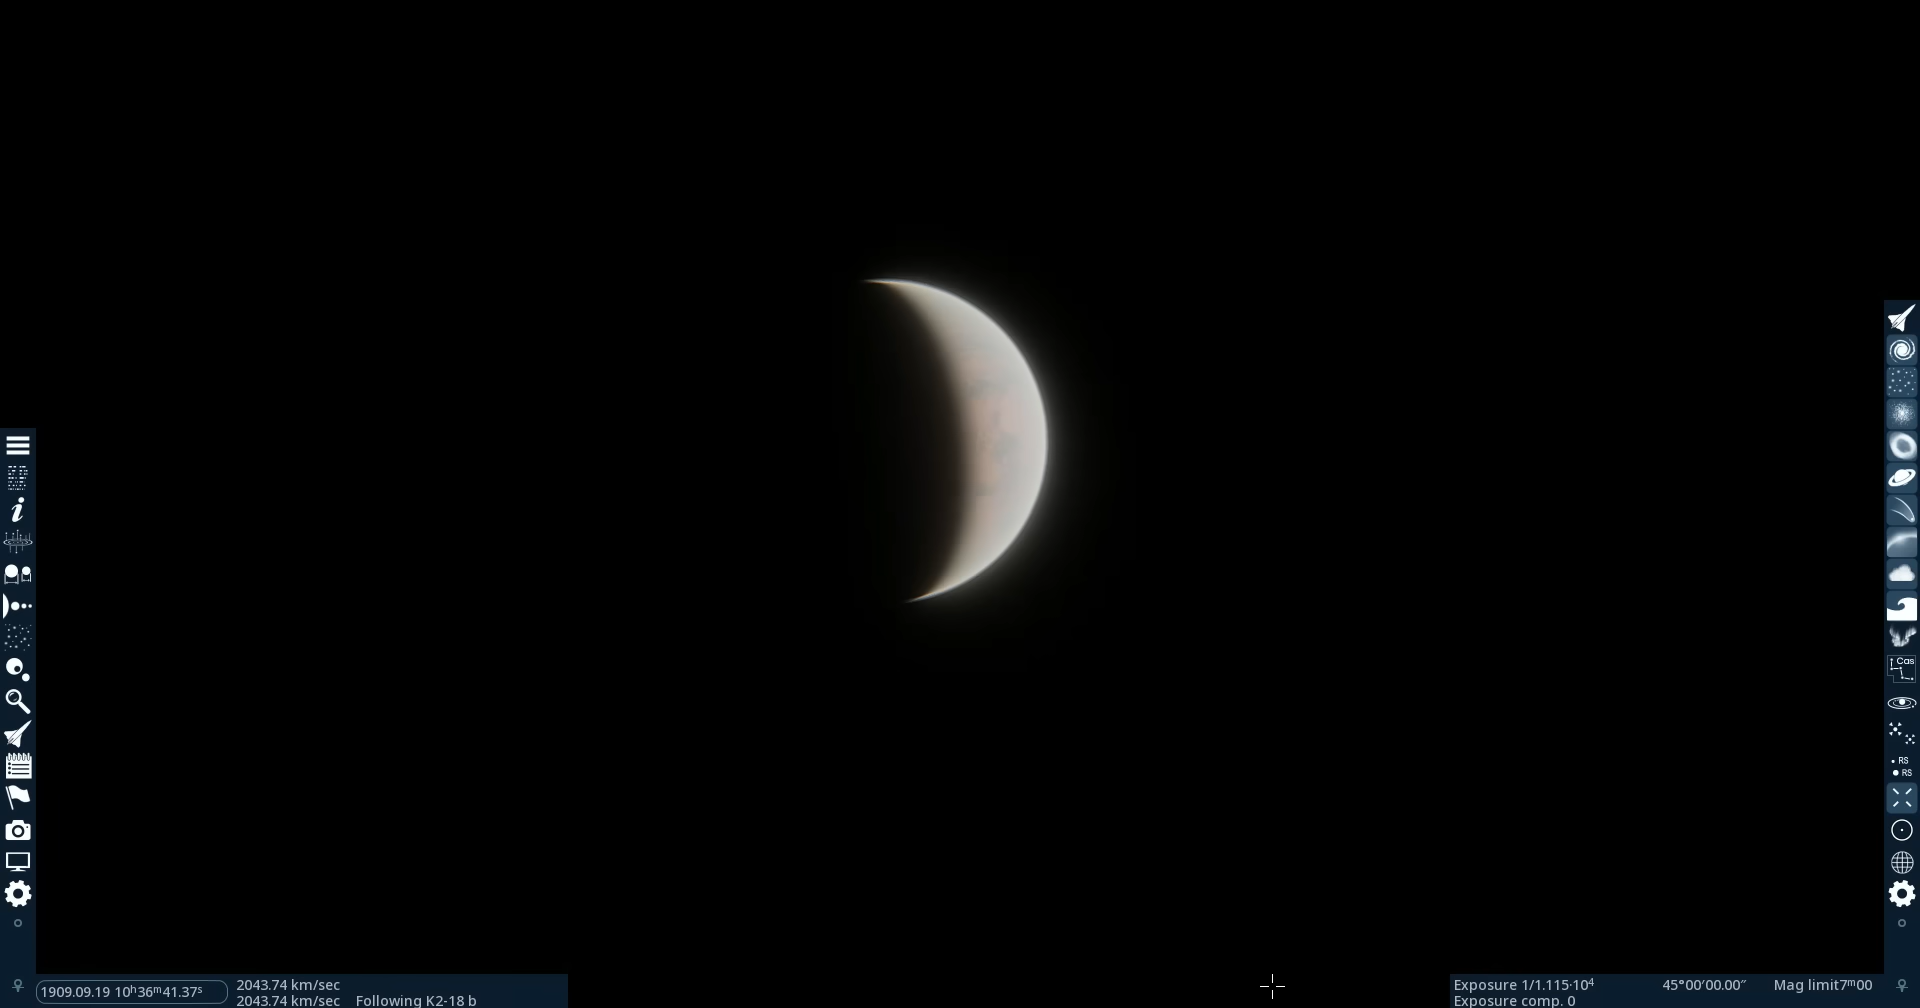 Cas
RS
RS
1909.09.19 10ʰ36ᵐ41.37ˢ
2043.74 km/sec
2043.74 km/sec Following K2-18 b
Exposure 1/1.115·10⁴ 45°00′00.00″ Mag limit7ᵐ00
Exposure comp. 0